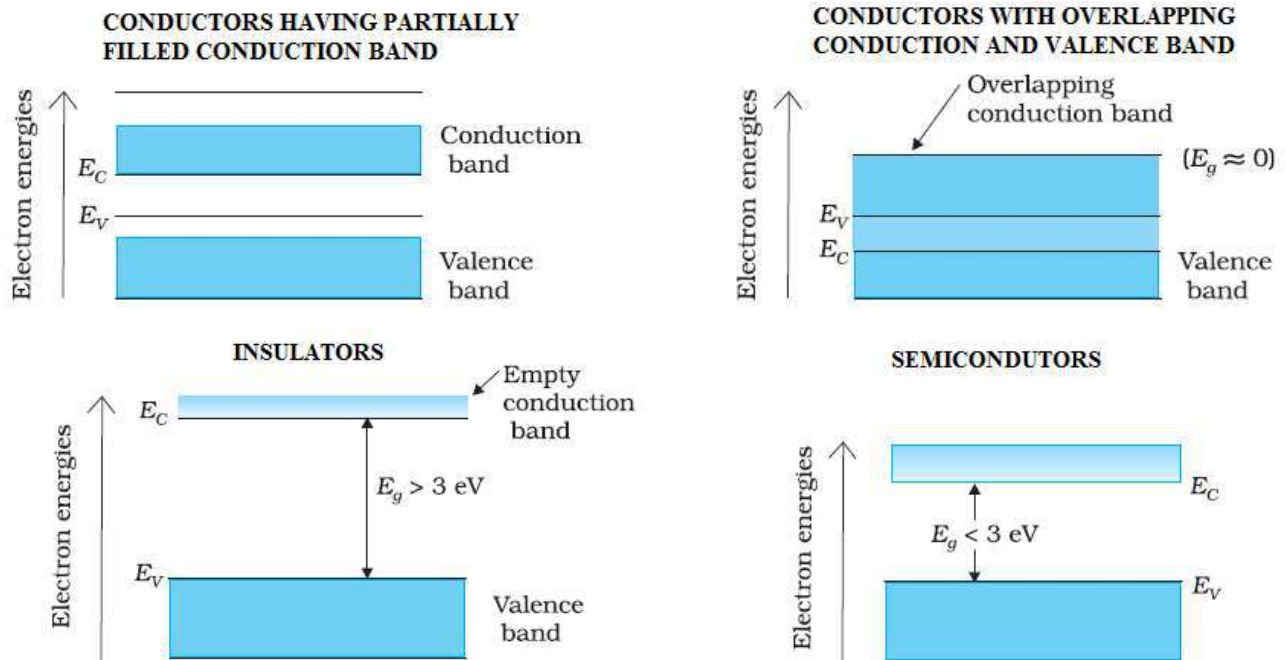 CONDUCTORS HAVING PARTIALLY
FILLED CONDUCTION BAND
Electron energies
Conduction
band
E_C
E_V
Valence
band
CONDUCTORS WITH OVERLAPPING
CONDUCTION AND VALENCE BAND
Electron energies
Overlapping
conduction band
(E_g ≈ 0)
E_V
E_C
Valence
band
INSULATORS
Electron energies
Empty
conduction
band
E_C
E_g > 3 eV
E_V
Valence
band
SEMICONDUTORS
Electron energies
E_C
E_g < 3 eV
E_V